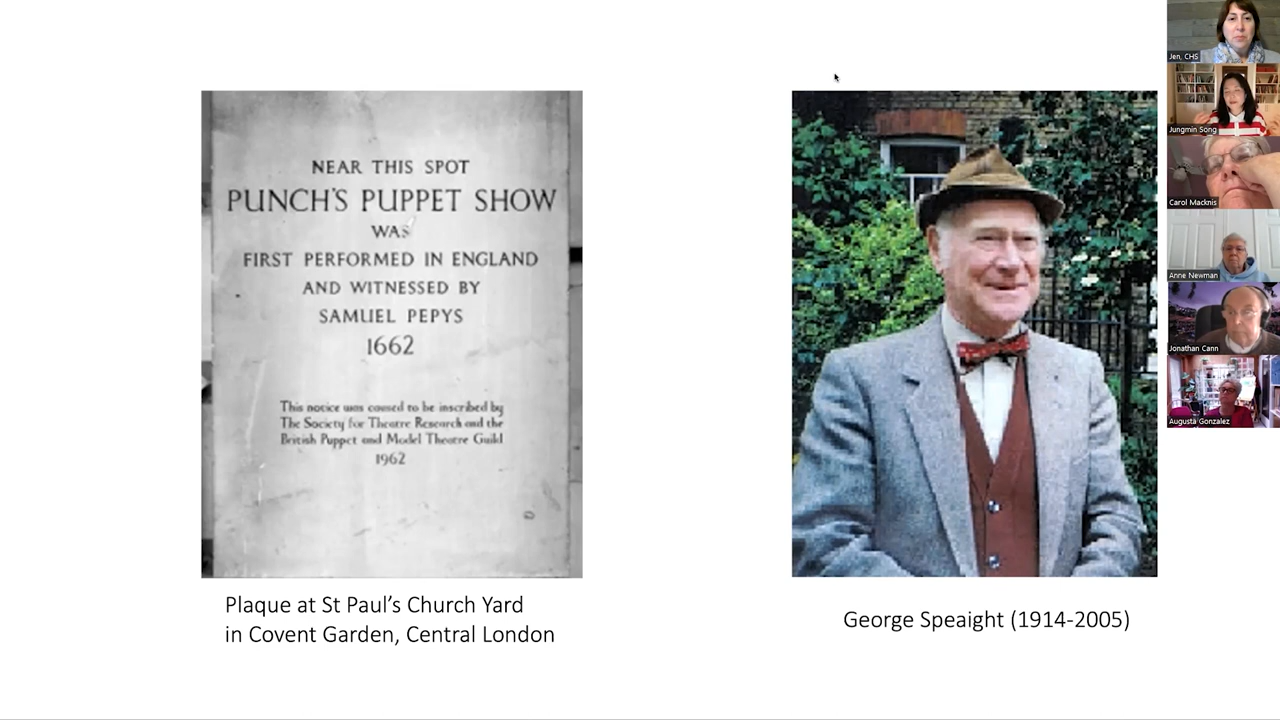 NEAR THIS SPOT
PUNCH'S PUPPET SHOW
WAS
FIRST PERFORMED IN ENGLAND
AND WITNESSED BY
SAMUEL PEPYS
1662
This notice was caused to be inscribed by
The Society for Theatre Research and the
British Puppet and Model Theatre Guild
1962
Plaque at St Paul's Church Yard
in Covent Garden, Central London
George Speaight (1914-2005)
Jen, CHS
Jungmin Song
Carol Macknis
Anne Newman
Jonathan Cann
Augusta Gonzalez